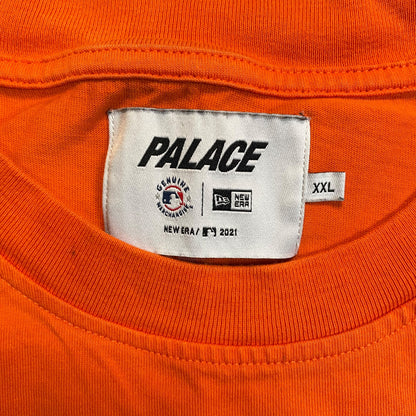 PALACE
GENUINE
MERCHANDISE
NEW ERA
NEW ERA/ 2021
XXL